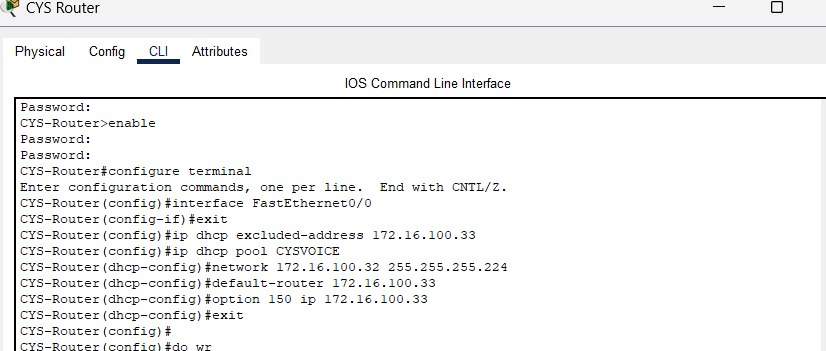 CYS Router
Physical Config CLI Attributes
IOS Command Line Interface
Password:
CYS-Router>enable
Password:
Password:
CYS-Router#configure terminal
Enter configuration commands, one per line.  End with CNTL/Z.
CYS-Router(config)#interface FastEthernet0/0
CYS-Router(config-if)#exit
CYS-Router(config)#ip dhcp excluded-address 172.16.100.33
CYS-Router(config)#ip dhcp pool CYSVOICE
CYS-Router(dhcp-config)#network 172.16.100.32 255.255.255.224
CYS-Router(dhcp-config)#default-router 172.16.100.33
CYS-Router(dhcp-config)#option 150 ip 172.16.100.33
CYS-Router(dhcp-config)#exit
CYS-Router(config)#
CYS-Router(config)#do wr